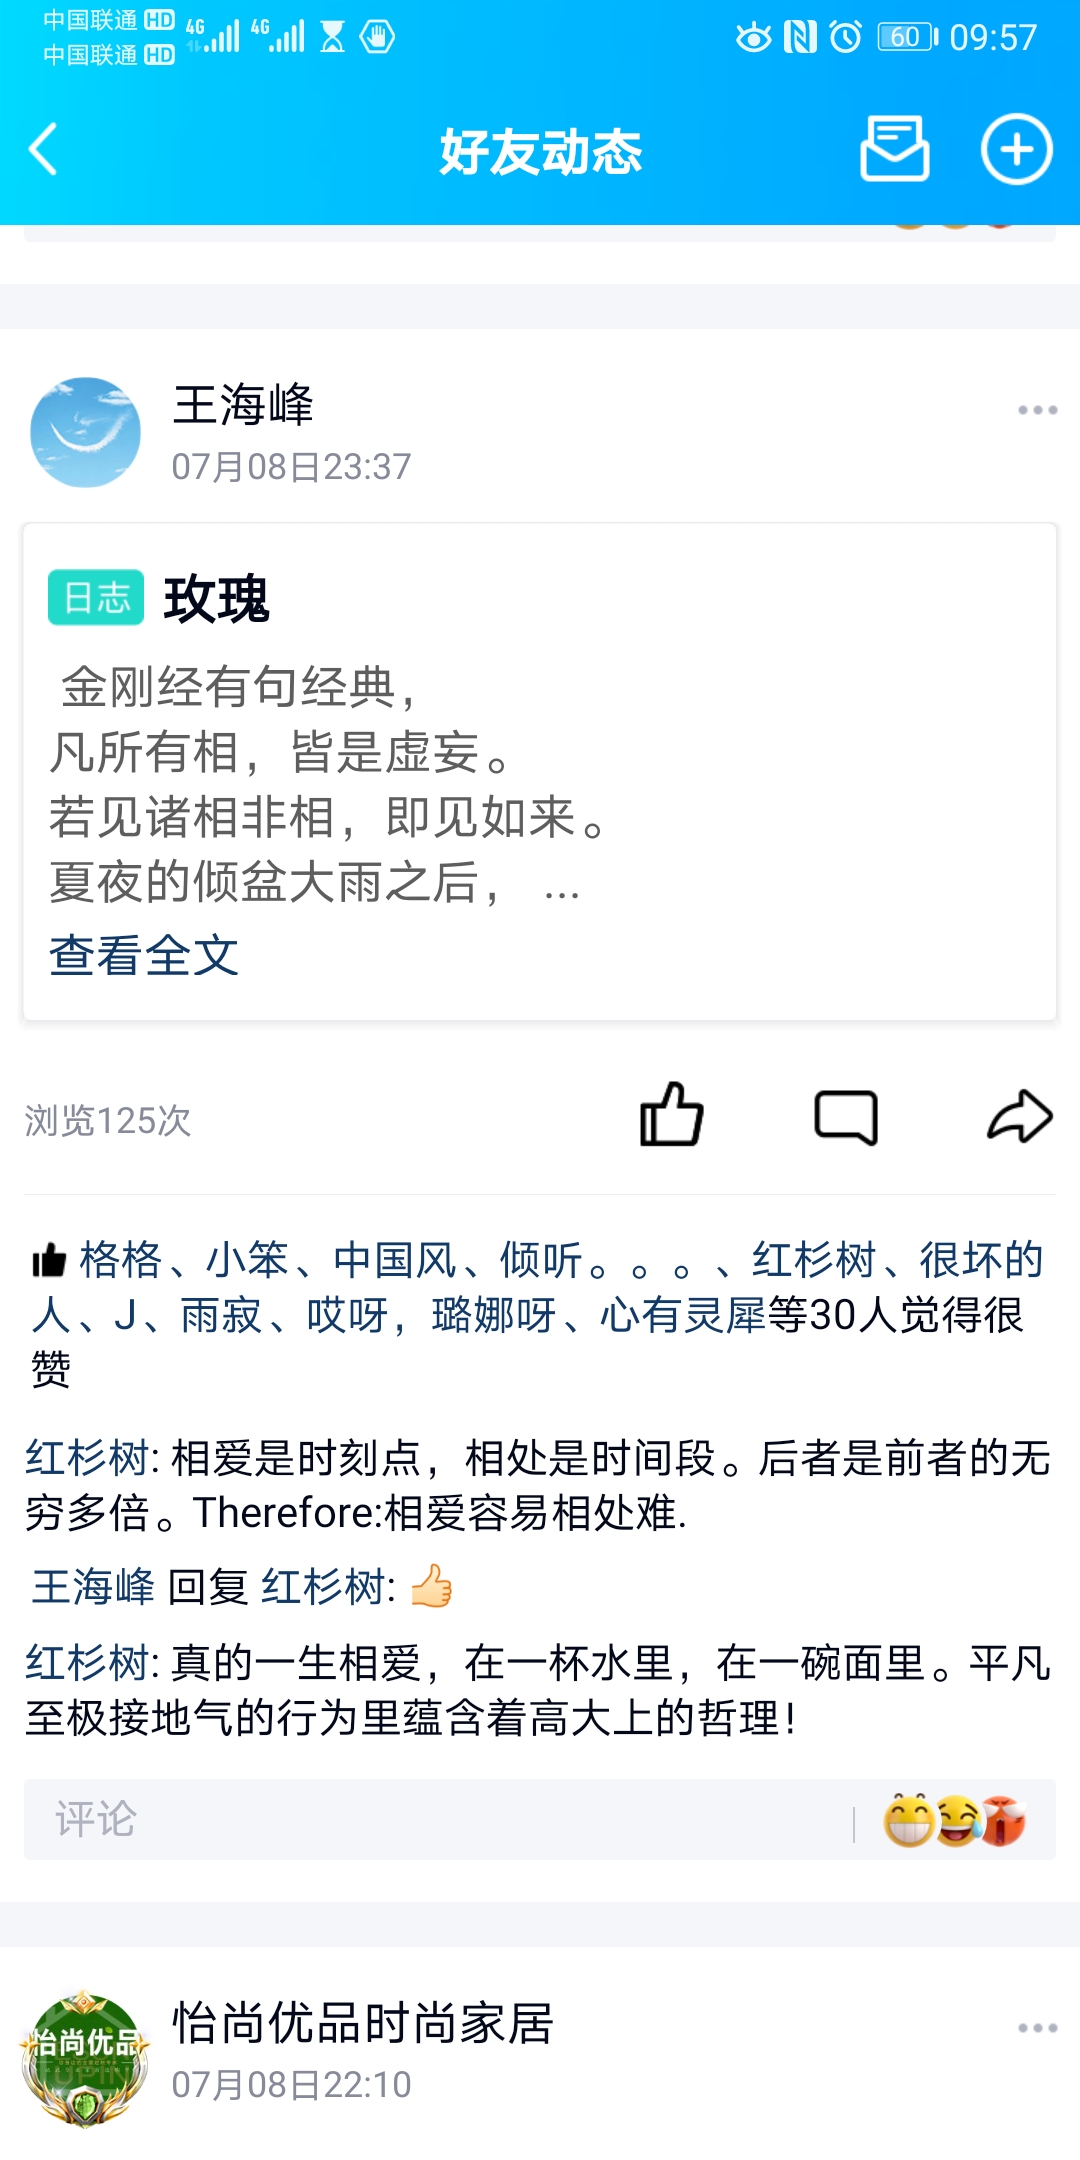 中国联通 HD 4G 4G 60 09:57
中国联通 HD
好友动态
王海峰
07月08日23:37
日志 玫瑰
金刚经有句经典，
凡所有相，皆是虚妄。
若见诸相非相，即见如来。
夏夜的倾盆大雨之后， ...
查看全文
浏览125次
格格、小笨、中国风、倾听。。。、红杉树、很坏的
人、J、雨寂、哎呀，璐娜呀、心有灵犀等30人觉得很
赞
红杉树: 相爱是时刻点，相处是时间段。后者是前者的无
穷多倍。Therefore:相爱容易相处难.
王海峰 回复 红杉树: 👍
红杉树: 真的一生相爱，在一杯水里，在一碗面里。平凡
至极接地气的行为里蕴含着高大上的哲理！
评论
怡尚优品时尚家居
怡尚优品
07月08日22:10